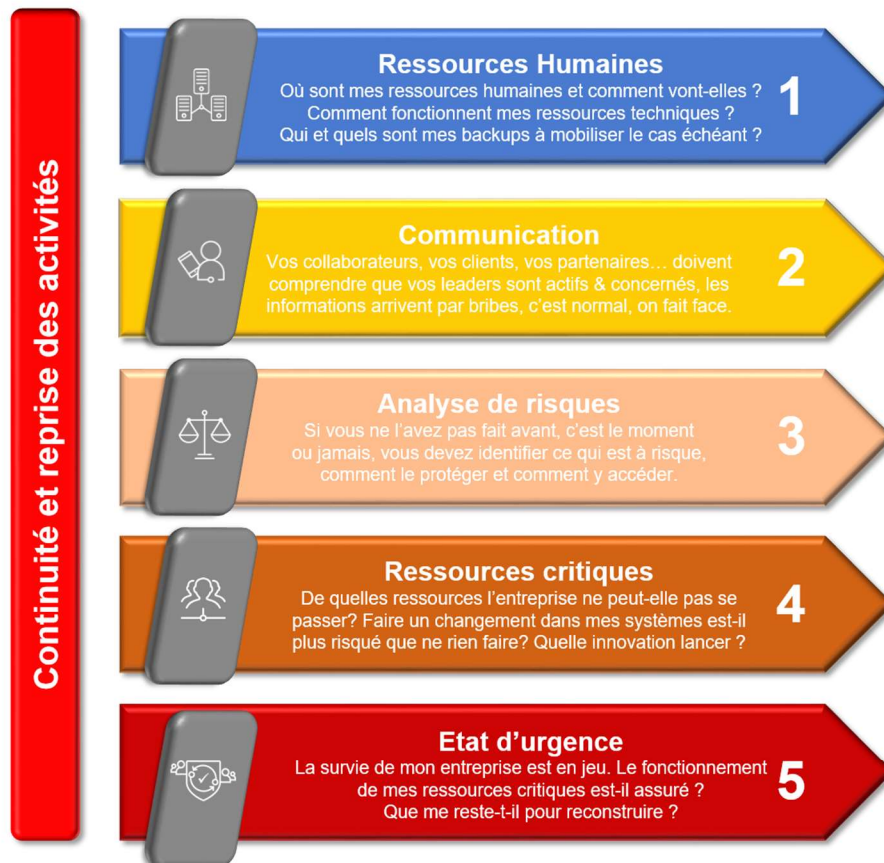 Continuité et reprise des activités
Ressources Humaines
Où sont mes ressources humaines et comment vont-elles ?
Comment fonctionnent mes ressources techniques ?
Qui et quels sont mes backups à mobiliser le cas échéant ?
1
Communication
Vos collaborateurs, vos clients, vos partenaires… doivent
comprendre que vos leaders sont actifs & concernés, les
informations arrivent par bribes, c’est normal, on fait face.
2
Analyse de risques
Si vous ne l’avez pas fait avant, c’est le moment
ou jamais, vous devez identifier ce qui est à risque,
comment le protéger et comment y accéder.
3
Ressources critiques
De quelles ressources l’entreprise ne peut-elle pas se
passer? Faire un changement dans mes systèmes est-il
plus risqué que ne rien faire? Quelle innovation lancer ?
4
Etat d’urgence
La survie de mon entreprise est en jeu. Le fonctionnement
de mes ressources critiques est-il assuré ?
Que me reste-t-il pour reconstruire ?
5